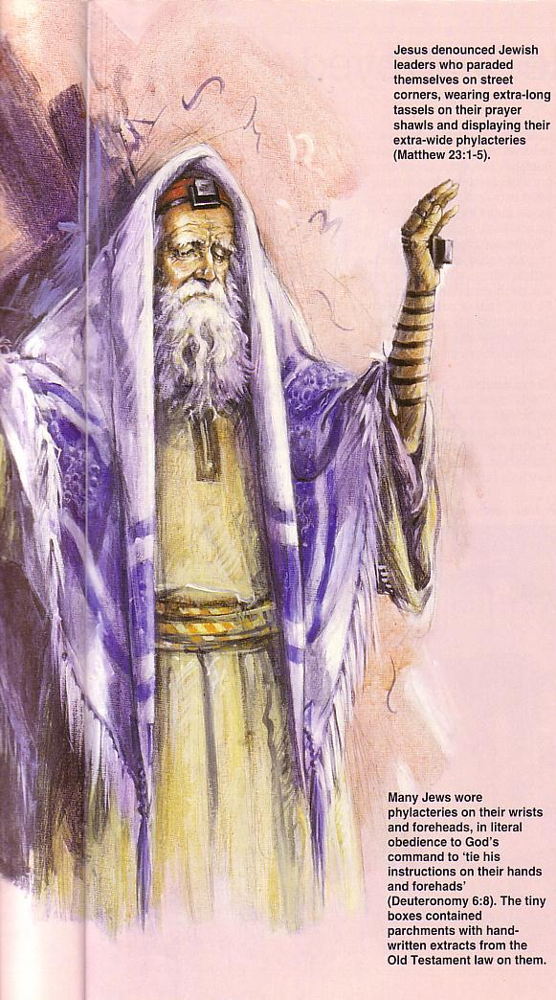 Jesus denounced Jewish
leaders who paraded
themselves on street
corners, wearing extra-long
tassels on their prayer
shawls and displaying their
extra-wide phylacteries
(Matthew 23:1-5).
Many Jews wore
phylacteries on their wrists
and foreheads, in literal
obedience to God's
command to ‘tie his
instructions on their hands
and forehads’
(Deuteronomy 6:8). The tiny
boxes contained
parchments with hand-
written extracts from the
Old Testament law on them.